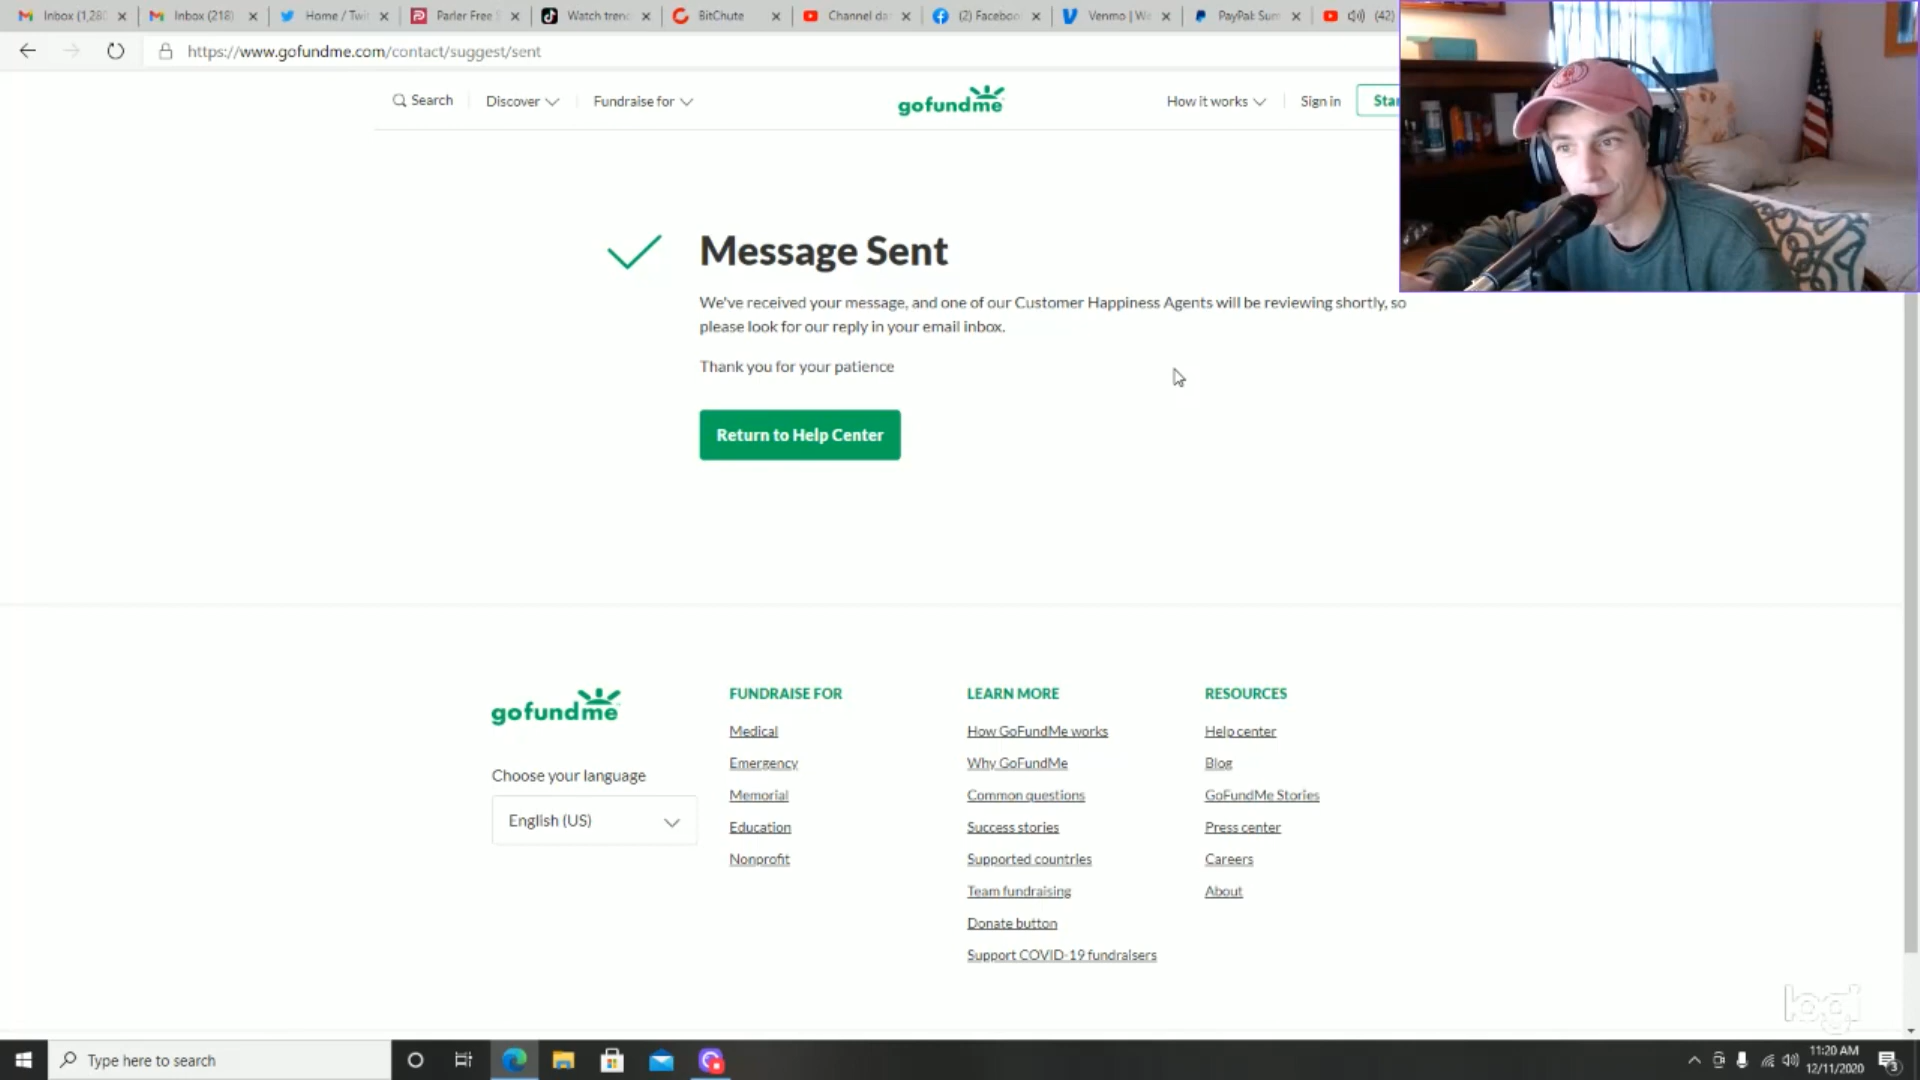 Inbox (1,28
Inbox (218)
Home / Twit
Parler Free S
Watch tren
BitChute
Channel da
(2) Faceboo
Venmo | W
PayPal: Sum
(42)
https://www.gofundme.com/contact/suggest/sent
Search
Discover
Fundraise for
gofundme
How it works
Sign in
Star
Message Sent
We've received your message, and one of our Customer Happiness Agents will be reviewing shortly, so
please look for our reply in your email inbox.
Thank you for your patience
Return to Help Center
gofundme
Choose your language
English (US)
FUNDRAISE FOR
Medical
Emergency
Memorial
Education
Nonprofit
LEARN MORE
How GoFundMe works
Why GoFundMe
Common questions
Success stories
Supported countries
Team fundraising
Donate button
Support COVID-19 fundraisers
RESOURCES
Help center
Blog
GoFundMe Stories
Press center
Careers
About
logi
Type here to search
11:20 AM
12/11/2020
3